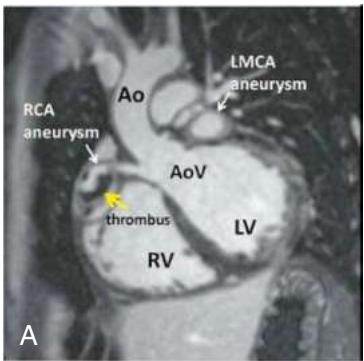 LMCA
aneurysm
Ao
RCA
aneurysm
AoV
thrombus
LV
RV
A